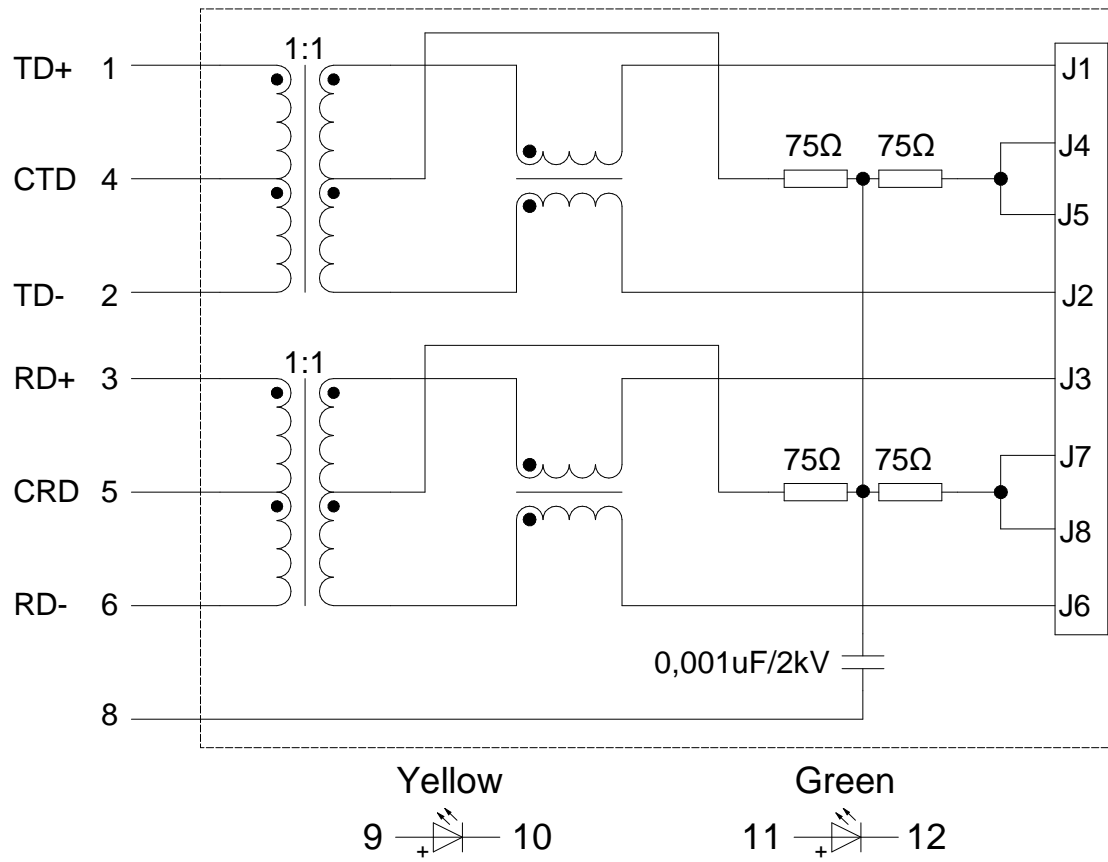 1:1
TD+ 1
J1
75Ω 75Ω
J4
CTD 4
J5
TD- 2
J2
1:1
RD+ 3
J3
75Ω 75Ω
J7
CRD 5
J8
RD- 6
J6
0,001uF/2kV
8
Yellow
Green
9 + 10
11 + 12